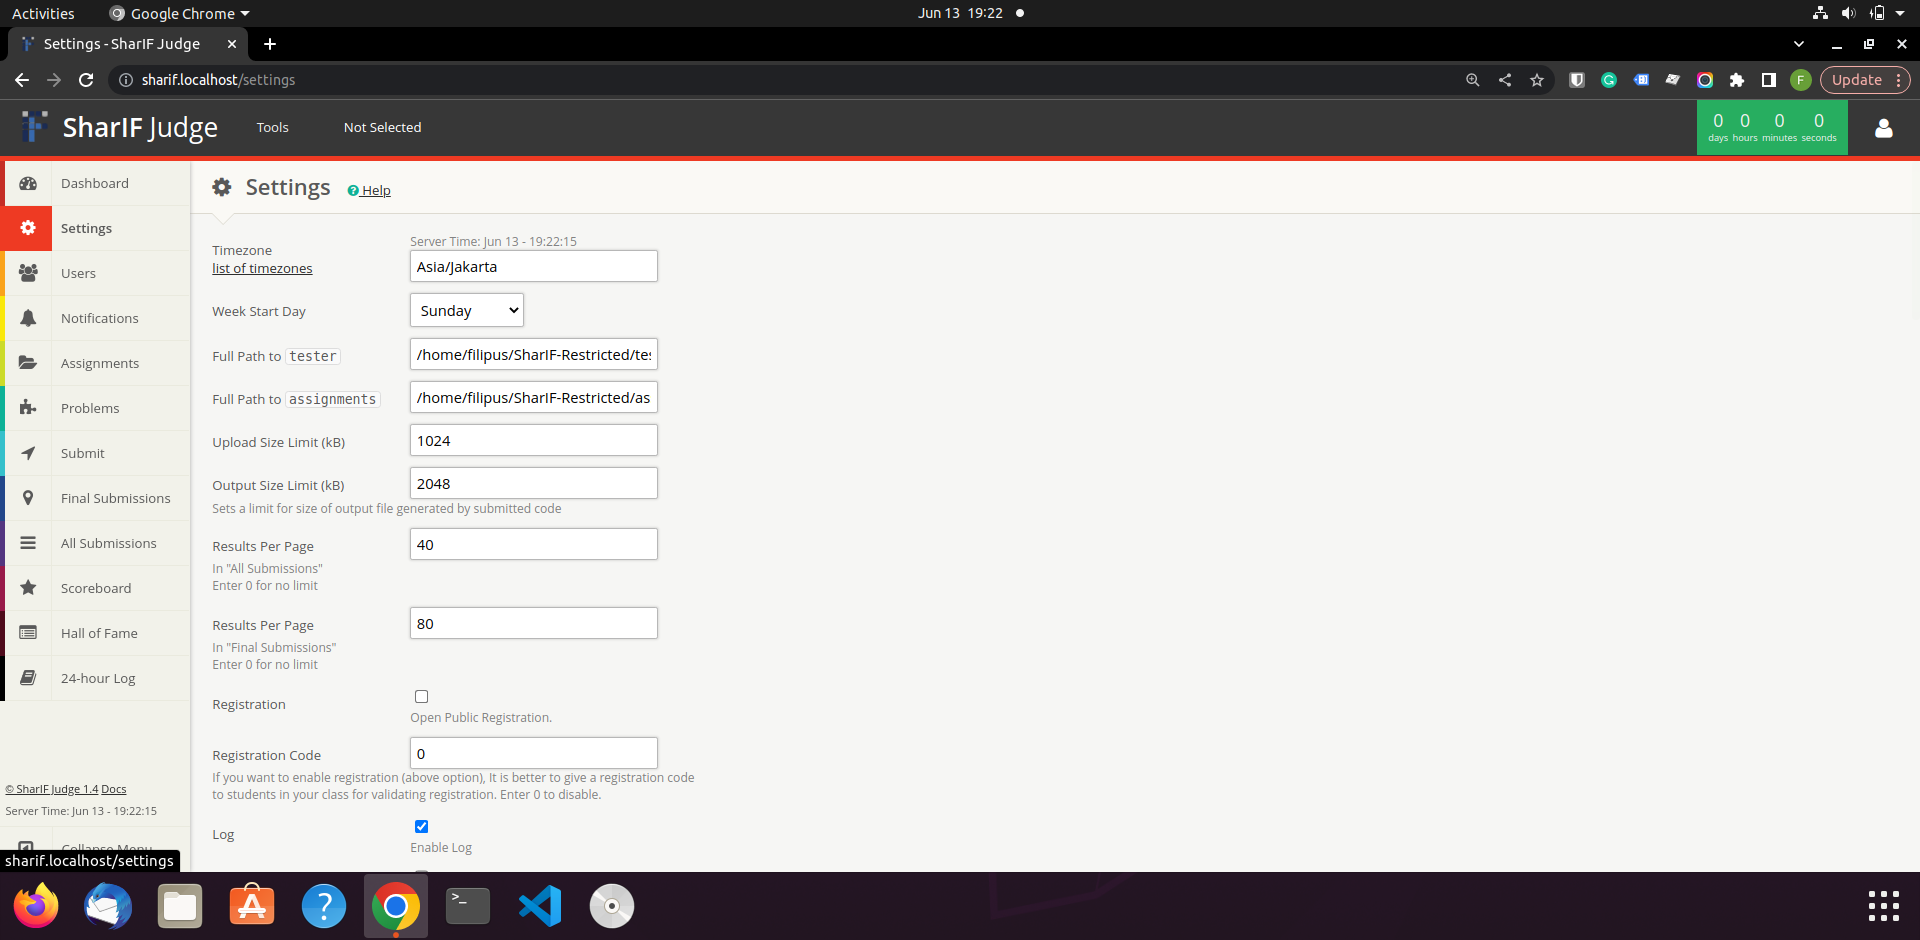 Activities
Google Chrome
Jun 13 19:22
Settings - SharIF Judge
sharif.localhost/settings
Update
F
SharIF Judge
Tools
Not Selected
0 0 0 0
days hours minutes seconds
Dashboard
Settings
Users
Notifications
Assignments
Problems
Submit
Final Submissions
All Submissions
Scoreboard
Hall of Fame
24-hour Log
© SharIF Judge 1.4 Docs
Server Time: Jun 13 - 19:22:15
Collapse Menu
sharif.localhost/settings
Settings
Help
Timezone
list of timezones
Server Time: Jun 13 - 19:22:15
Asia/Jakarta
Week Start Day
Sunday
Full Path to tester
/home/filipus/SharIF-Restricted/tes
Full Path to assignments
/home/filipus/SharIF-Restricted/as
Upload Size Limit (kB)
1024
Output Size Limit (kB)
2048
Sets a limit for size of output file generated by submitted code
Results Per Page
40
In "All Submissions"
Enter 0 for no limit
Results Per Page
80
In "Final Submissions"
Enter 0 for no limit
Registration
Open Public Registration.
Registration Code
0
If you want to enable registration (above option), It is better to give a registration code
to students in your class for validating registration. Enter 0 to disable.
Log
Enable Log